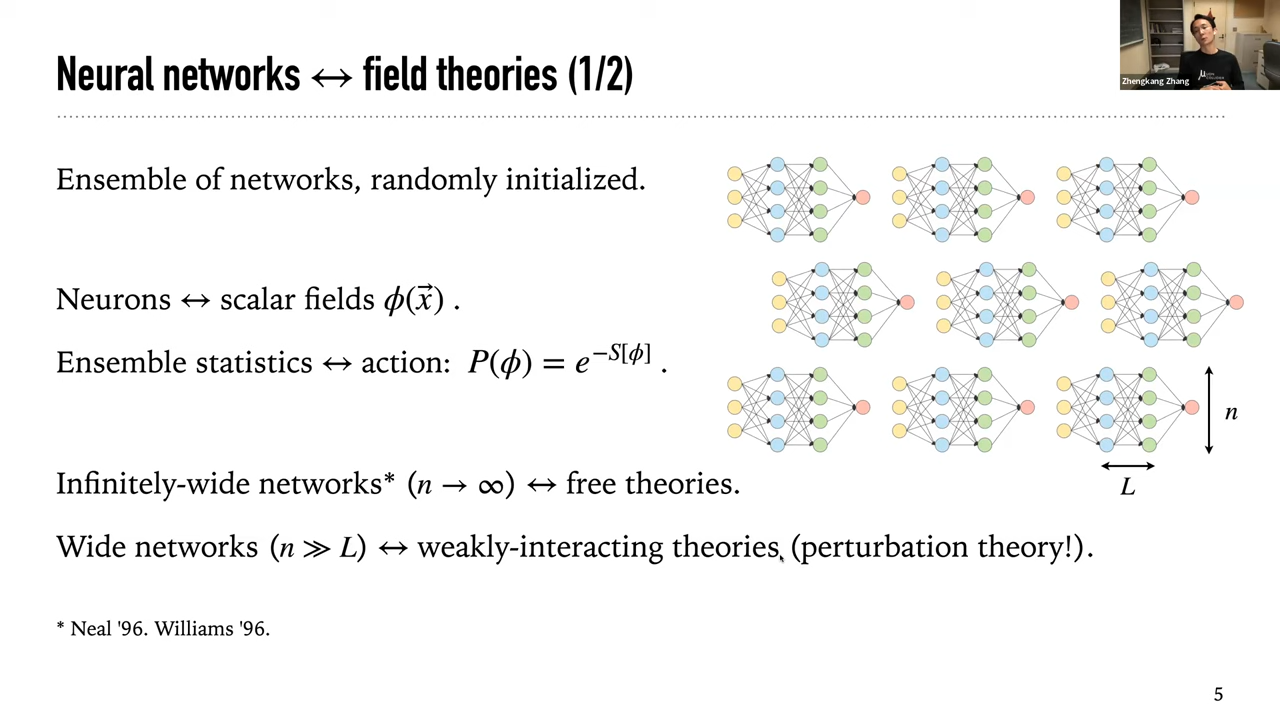 Neural networks ↔ field theories (1/2)
Zhengkang Zhang
Ensemble of networks, randomly initialized.
Neurons ↔ scalar fields ϕ(x⃗) .
Ensemble statistics ↔ action: P(ϕ) = e^{−S[ϕ]} .
n
Infinitely-wide networks* (n → ∞) ↔ free theories.
L
Wide networks (n ≫ L) ↔ weakly-interacting theories (perturbation theory!).
* Neal '96. Williams '96.
5